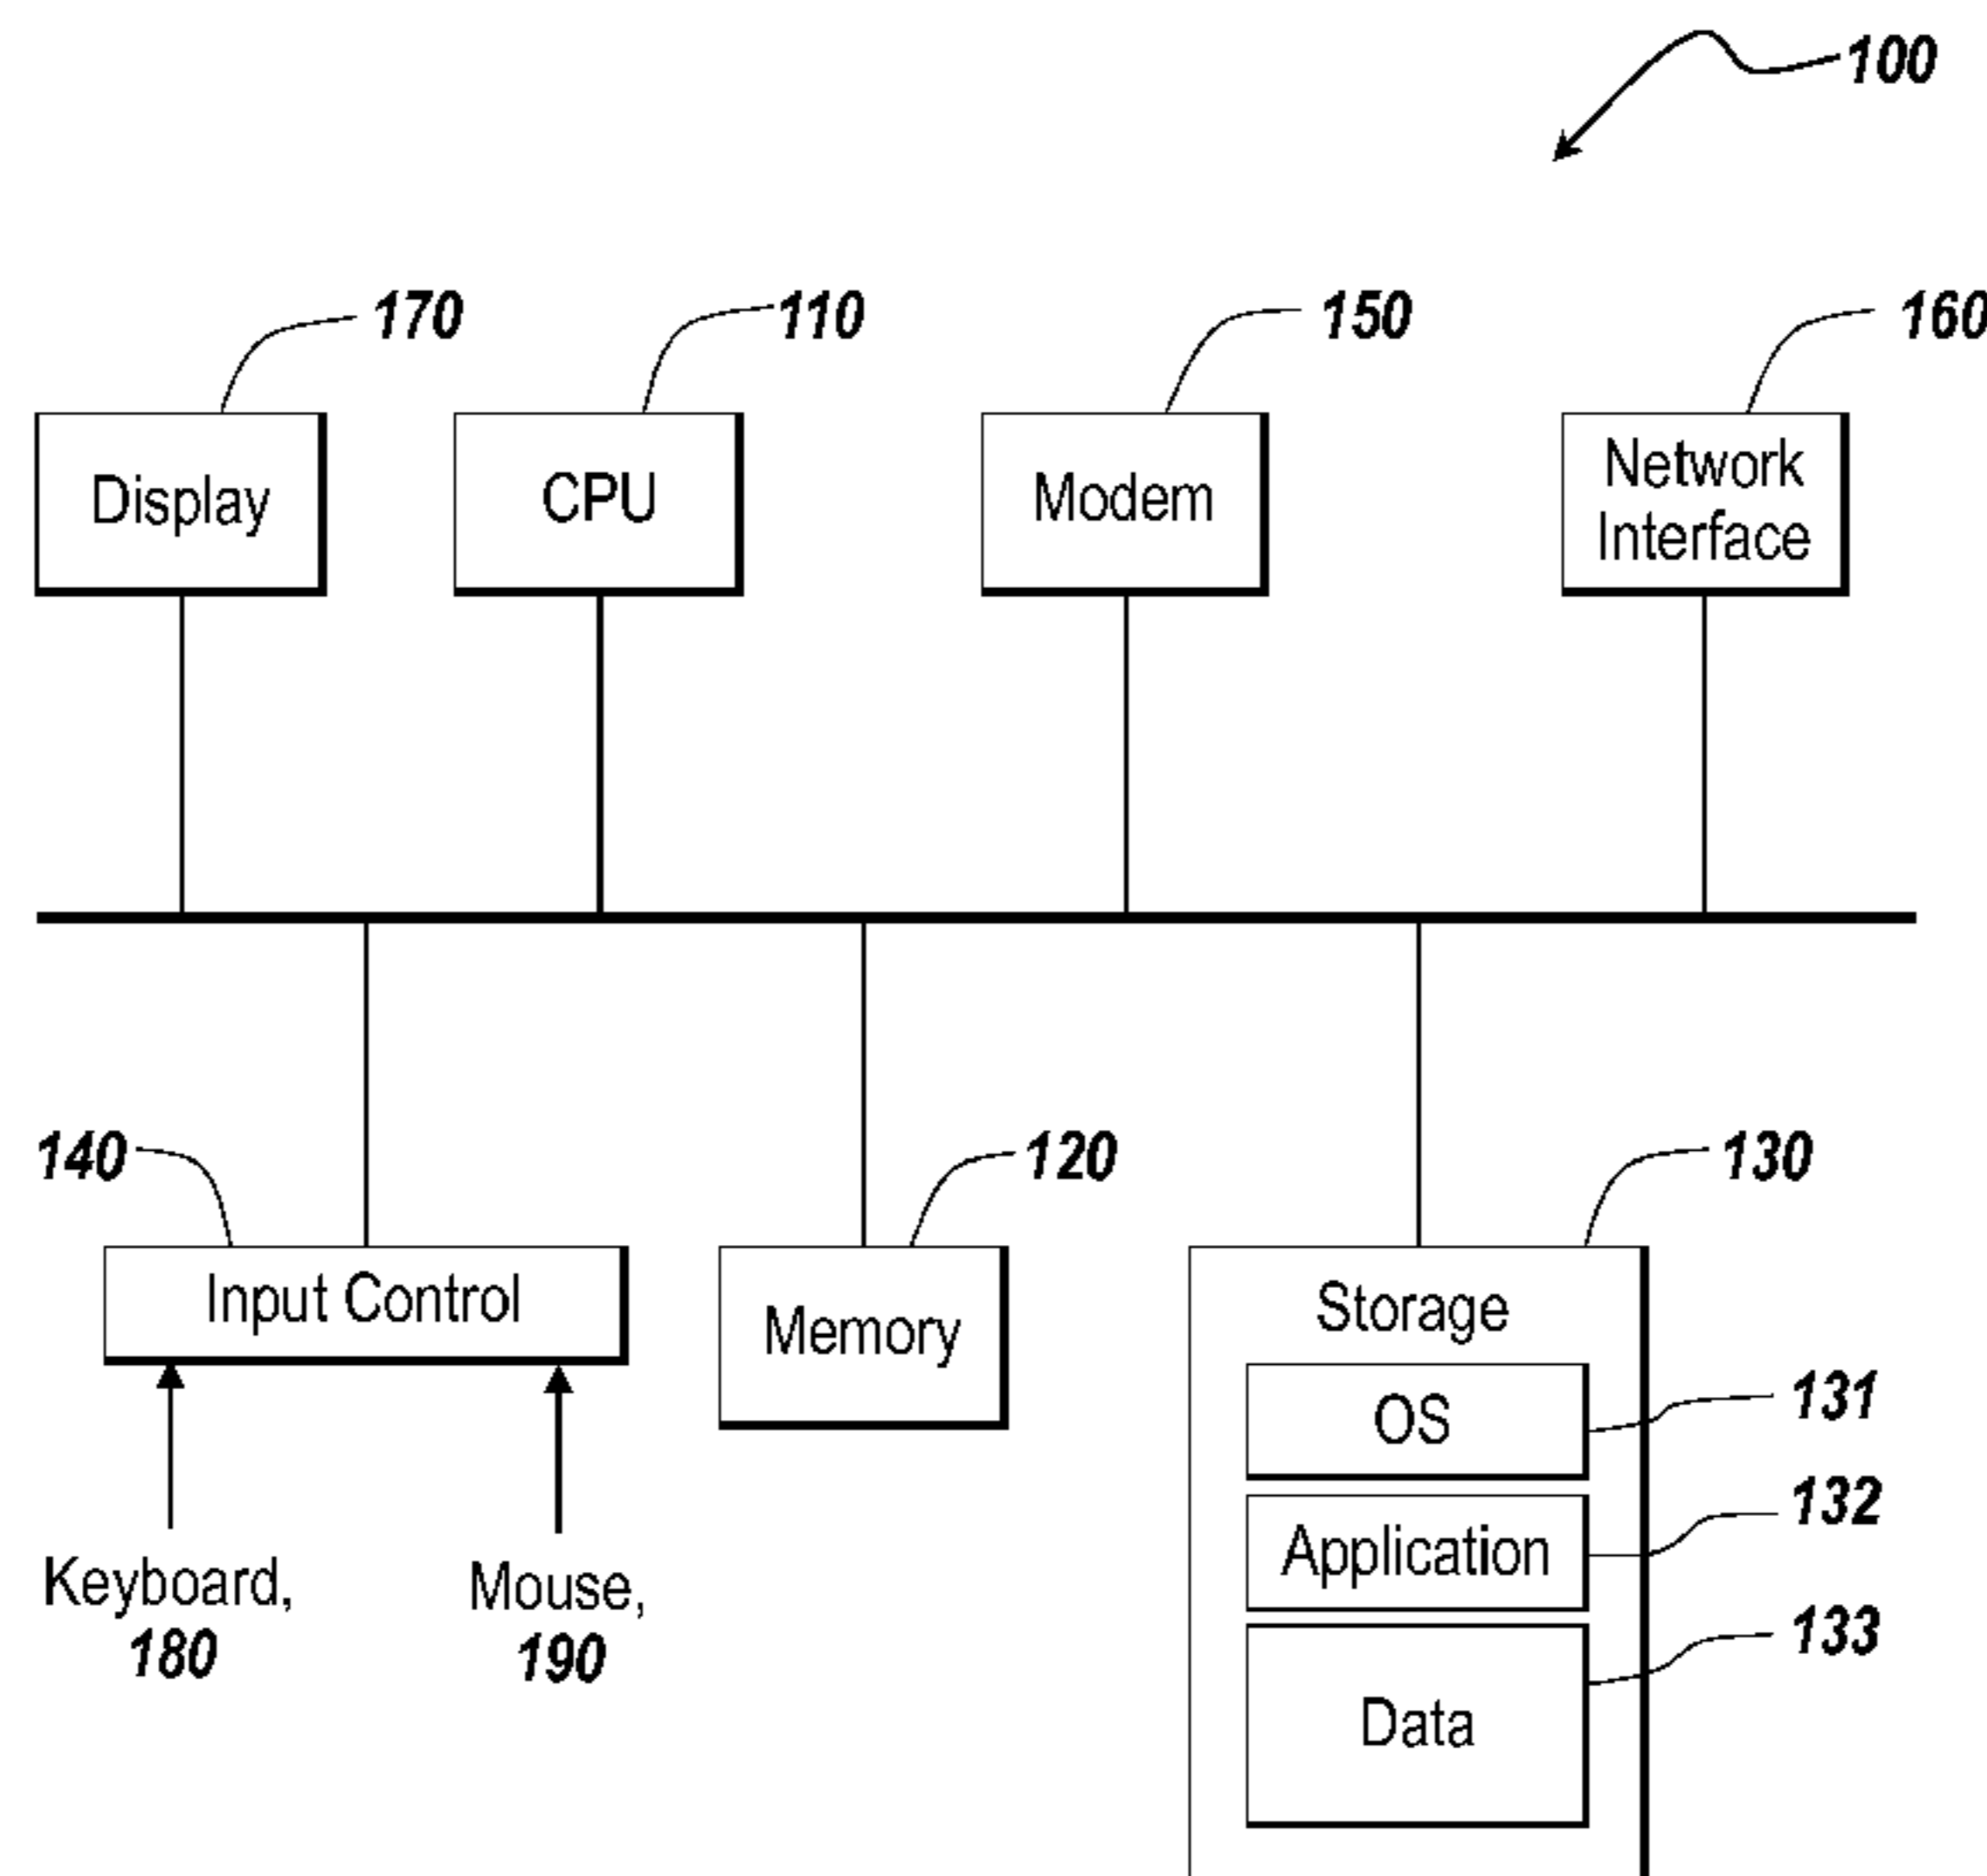 100
170
110
150
160
Display
CPU
Modem
Network
Interface
140
120
130
Input Control
Memory
Storage
OS
131
Application
132
Data
133
Keyboard,
180
Mouse,
190